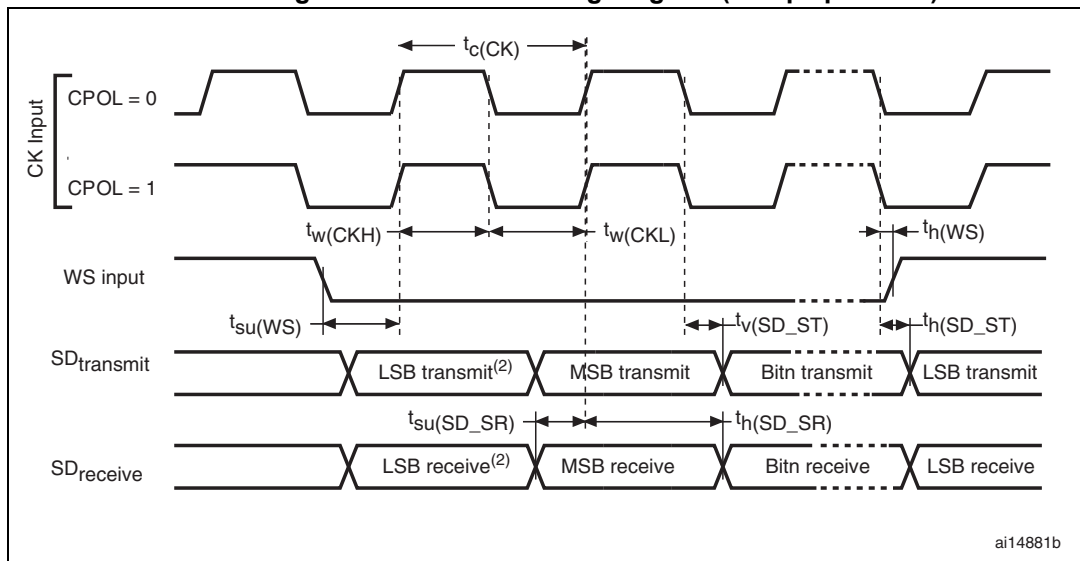 tc(CK)
CK Input
CPOL = 0
CPOL = 1
tw(CKH)
tw(CKL)
th(WS)
WS input
tsu(WS)
tv(SD_ST)
th(SD_ST)
SDtransmit
LSB transmit(2)
MSB transmit
Bitn transmit
LSB transmit
tsu(SD_SR)
th(SD_SR)
SDreceive
LSB receive(2)
MSB receive
Bitn receive
LSB receive
ai14881b